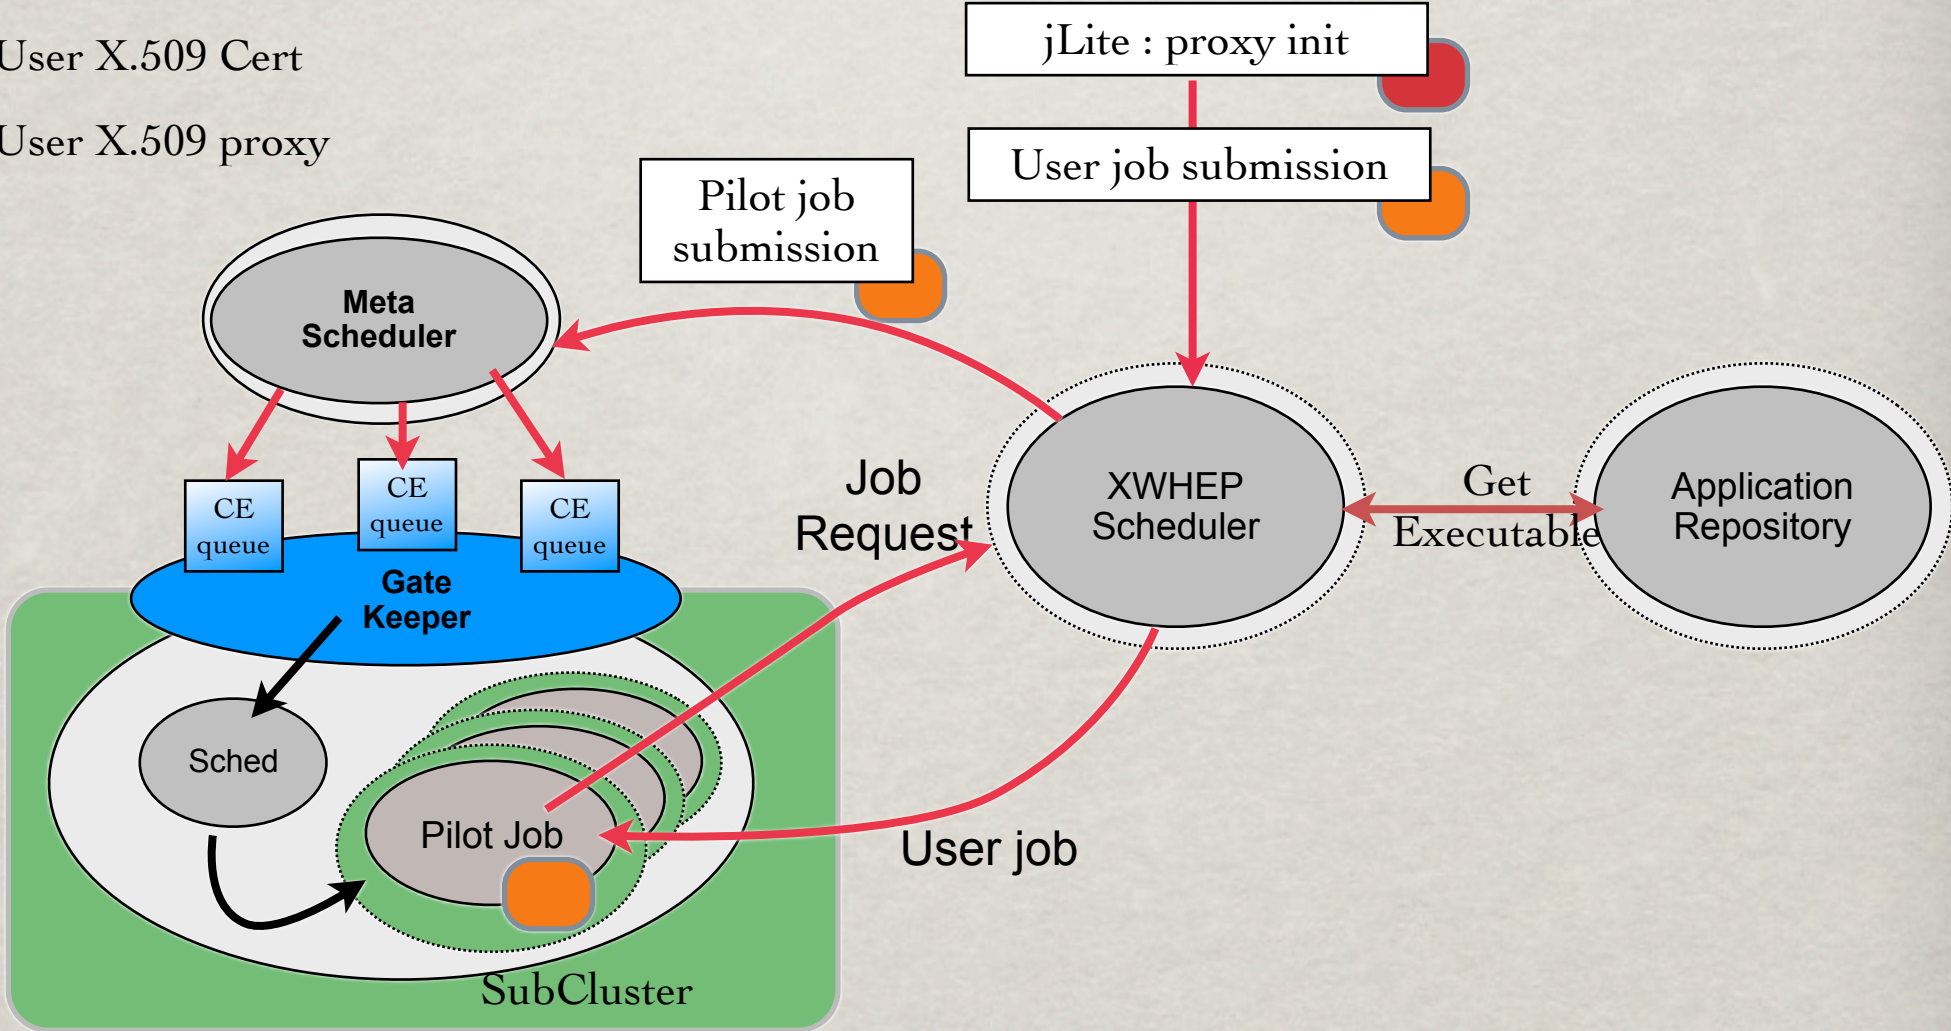 User X.509 Cert
User X.509 proxy
jLite : proxy init
User job submission
Pilot job
submission
Meta
Scheduler
CE
queue
CE
queue
CE
queue
Gate
Keeper
Job
Request
XWHEP
Scheduler
Get
Executable
Application
Repository
Sched
Pilot Job
User job
SubCluster